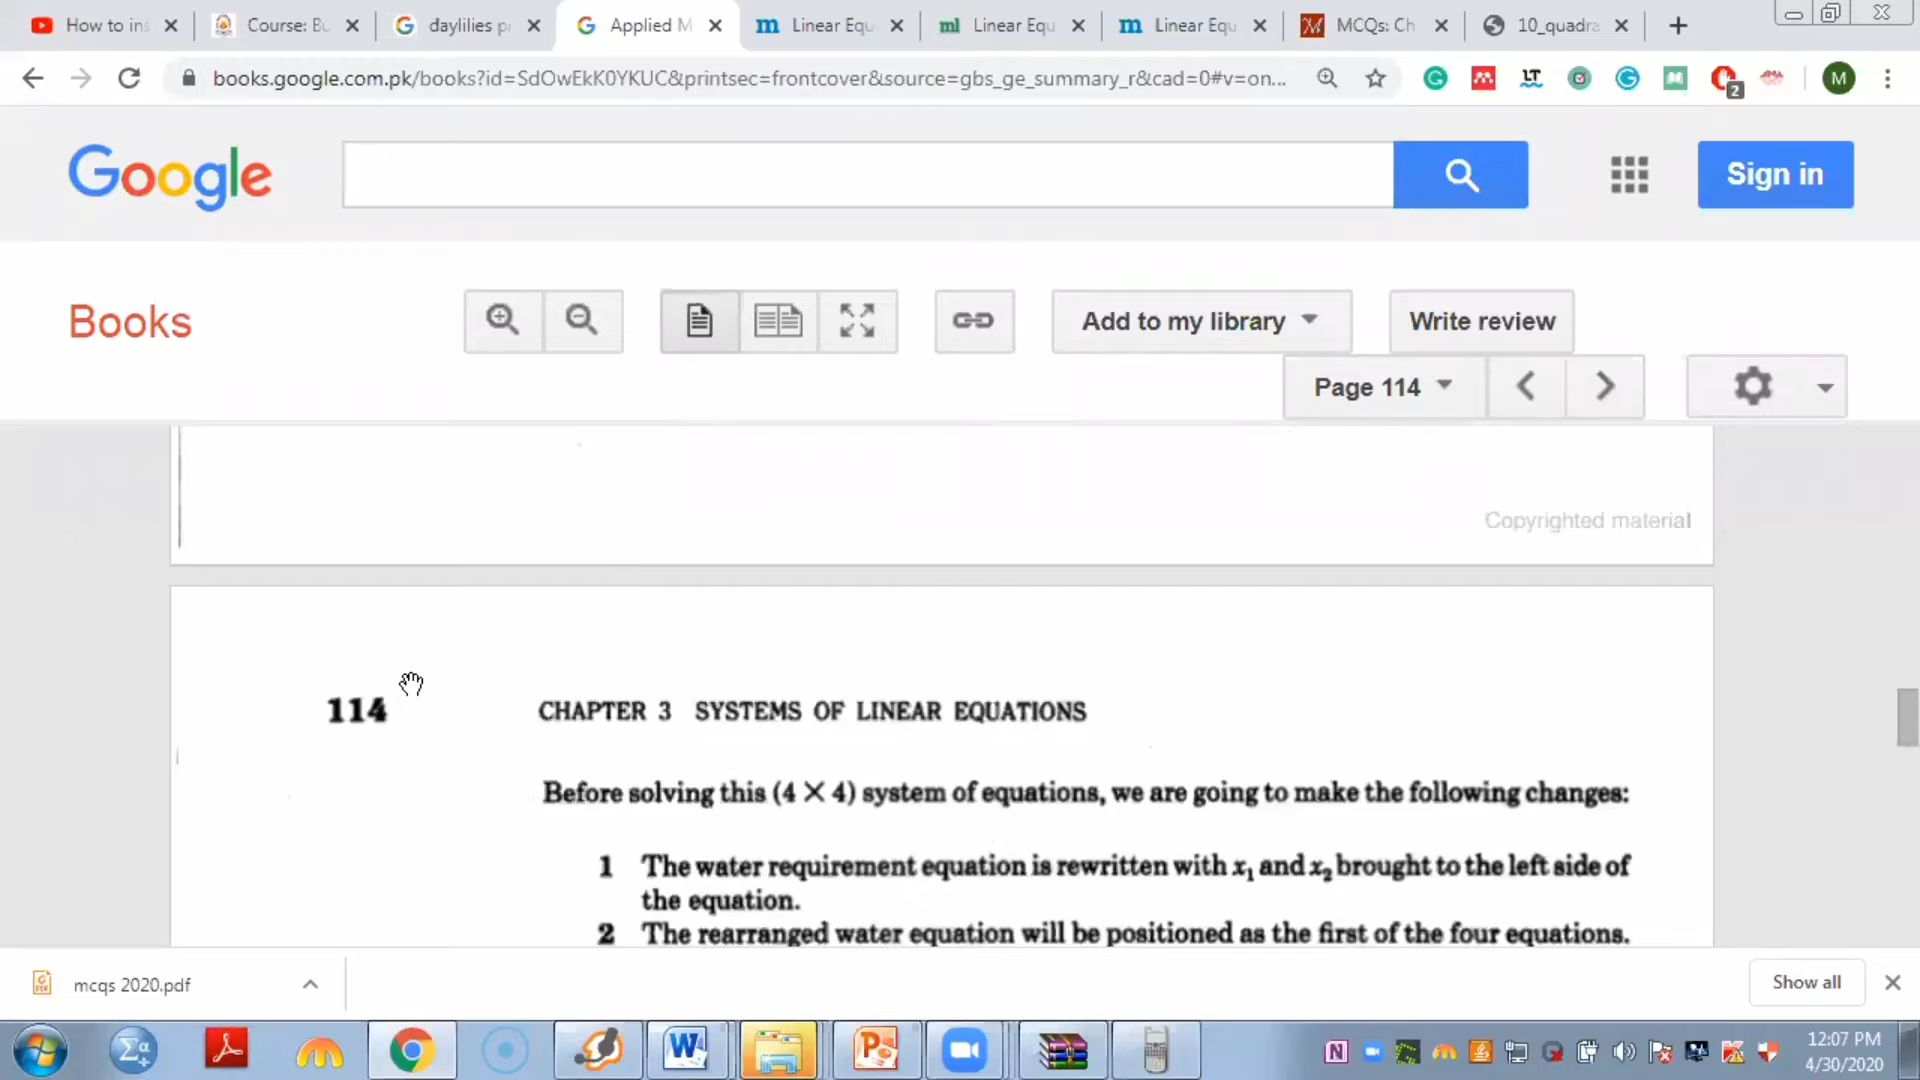 How to ins
Course: Bu
daylilies pr
Applied M
Linear Equ
Linear Equ
Linear Equ
MCQs: Ch
10_quadra
books.google.com.pk/books?id=SdOwEkK0YKUC&printsec=frontcover&source=gbs_ge_summary_r&cad=0#v=on...
2
M
Google
Sign in
Books
Add to my library
Write review
Page 114
Copyrighted material
114 CHAPTER 3 SYSTEMS OF LINEAR EQUATIONS
Before solving this (4 × 4) system of equations, we are going to make the following changes:
1 The water requirement equation is rewritten with x₁ and x₂ brought to the left side of
the equation.
2 The rearranged water equation will be positioned as the first of the four equations.
mcqs 2020.pdf
Show all
12:07 PM
4/30/2020